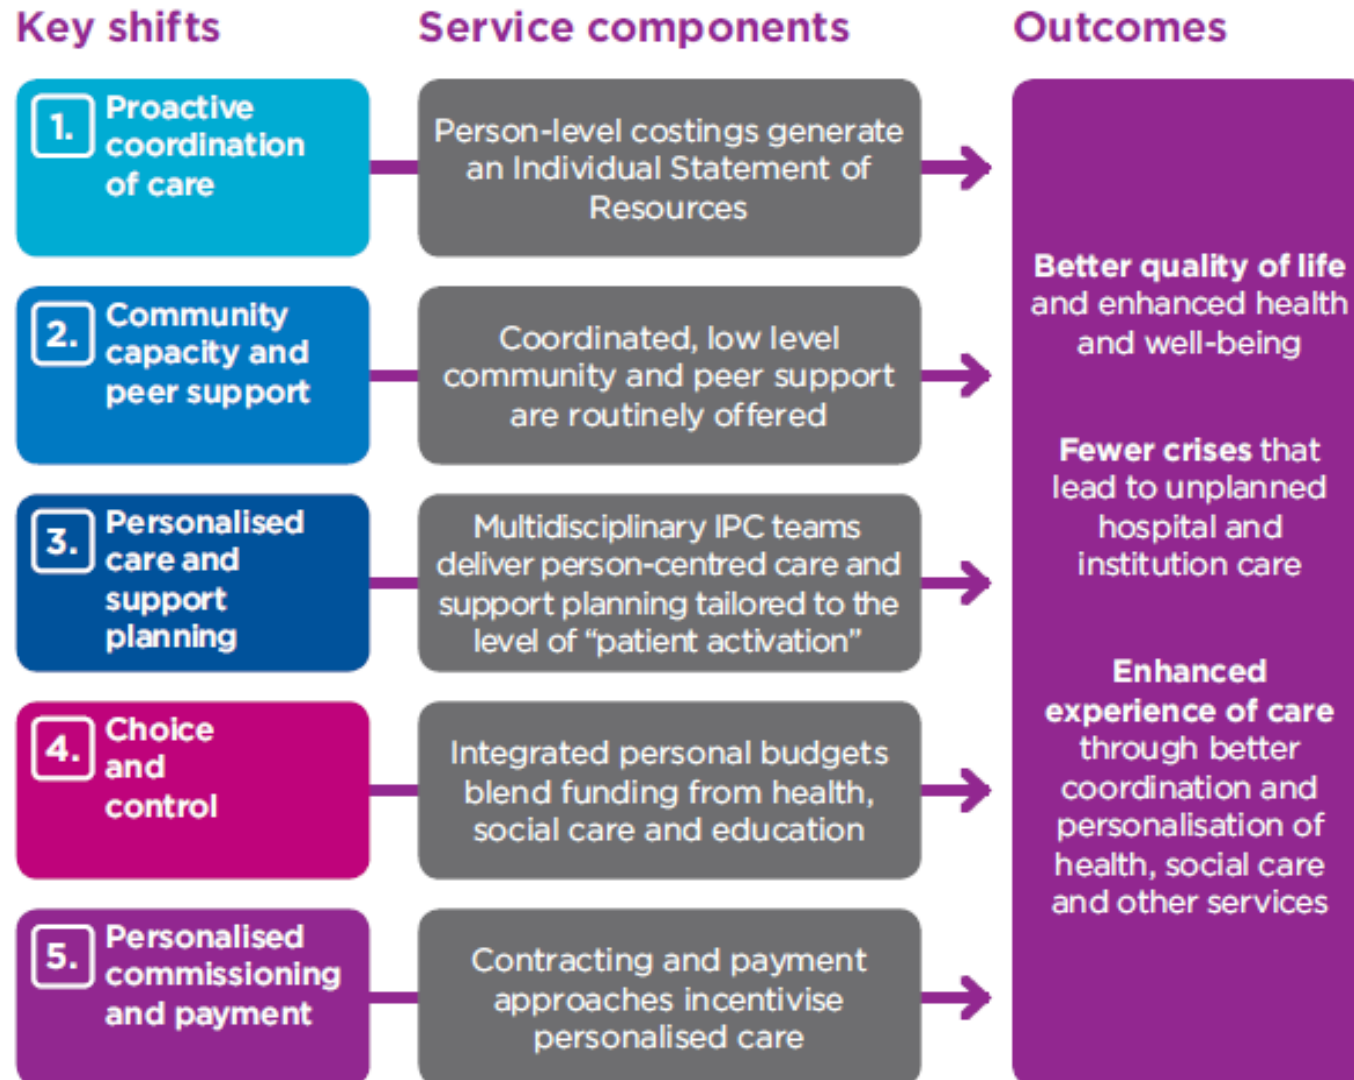 Key shifts
Service components
Outcomes
1.
Proactive
coordination
of care
Person-level costings generate
an Individual Statement of
Resources
2.
Community
capacity and
peer support
Coordinated, low level
community and peer support
are routinely offered
3.
Personalised
care and
support
planning
Multidisciplinary IPC teams
deliver person-centred care and
support planning tailored to the
level of “patient activation”
4.
Choice
and
control
Integrated personal budgets
blend funding from health,
social care and education
5.
Personalised
commissioning
and payment
Contracting and payment
approaches incentivise
personalised care
Better quality of life
and enhanced health
and well-being
Fewer crises that
lead to unplanned
hospital and
institution care
Enhanced
experience of care
through better
coordination and
personalisation of
health, social care
and other services